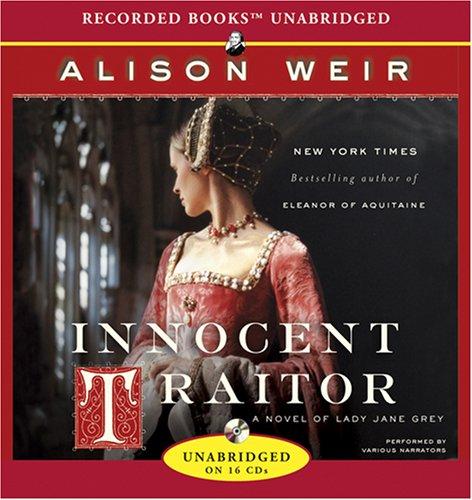 RECORDED BOOKS™ UNABRIDGED
ALISON WEIR
NEW YORK TIMES
Bestselling author of
ELEANOR OF AQUITAINE
INNOCENT
TRAITOR
A NOVEL OF LADY JANE GREY
UNABRIDGED
ON 16 CDs
PERFORMED BY
VARIOUS NARRATORS